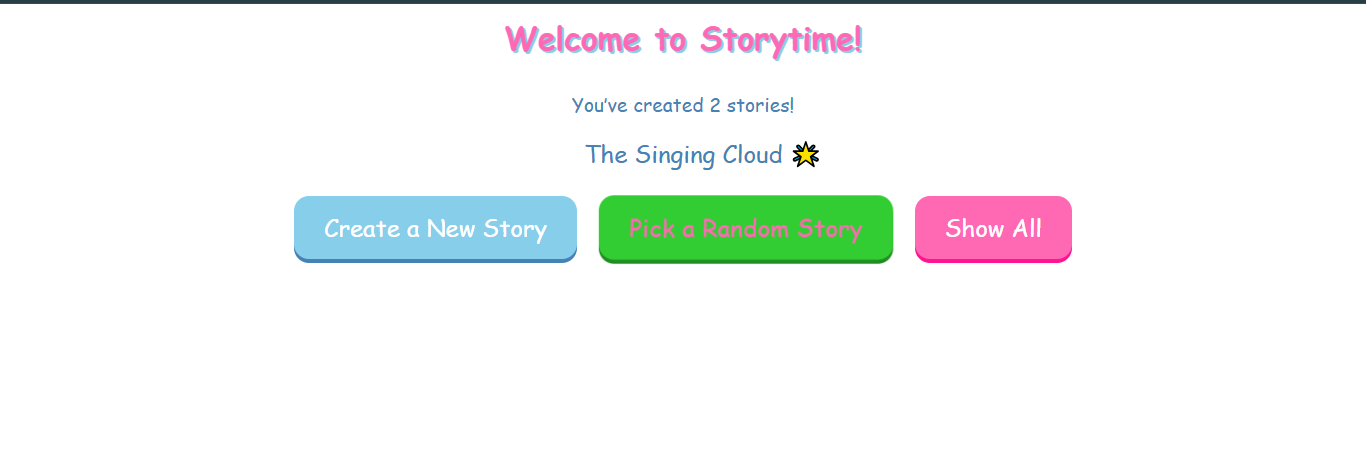 Welcome to Storytime!
You've created 2 stories!
The Singing Cloud 🌟
Create a New Story
Pick a Random Story
Show All